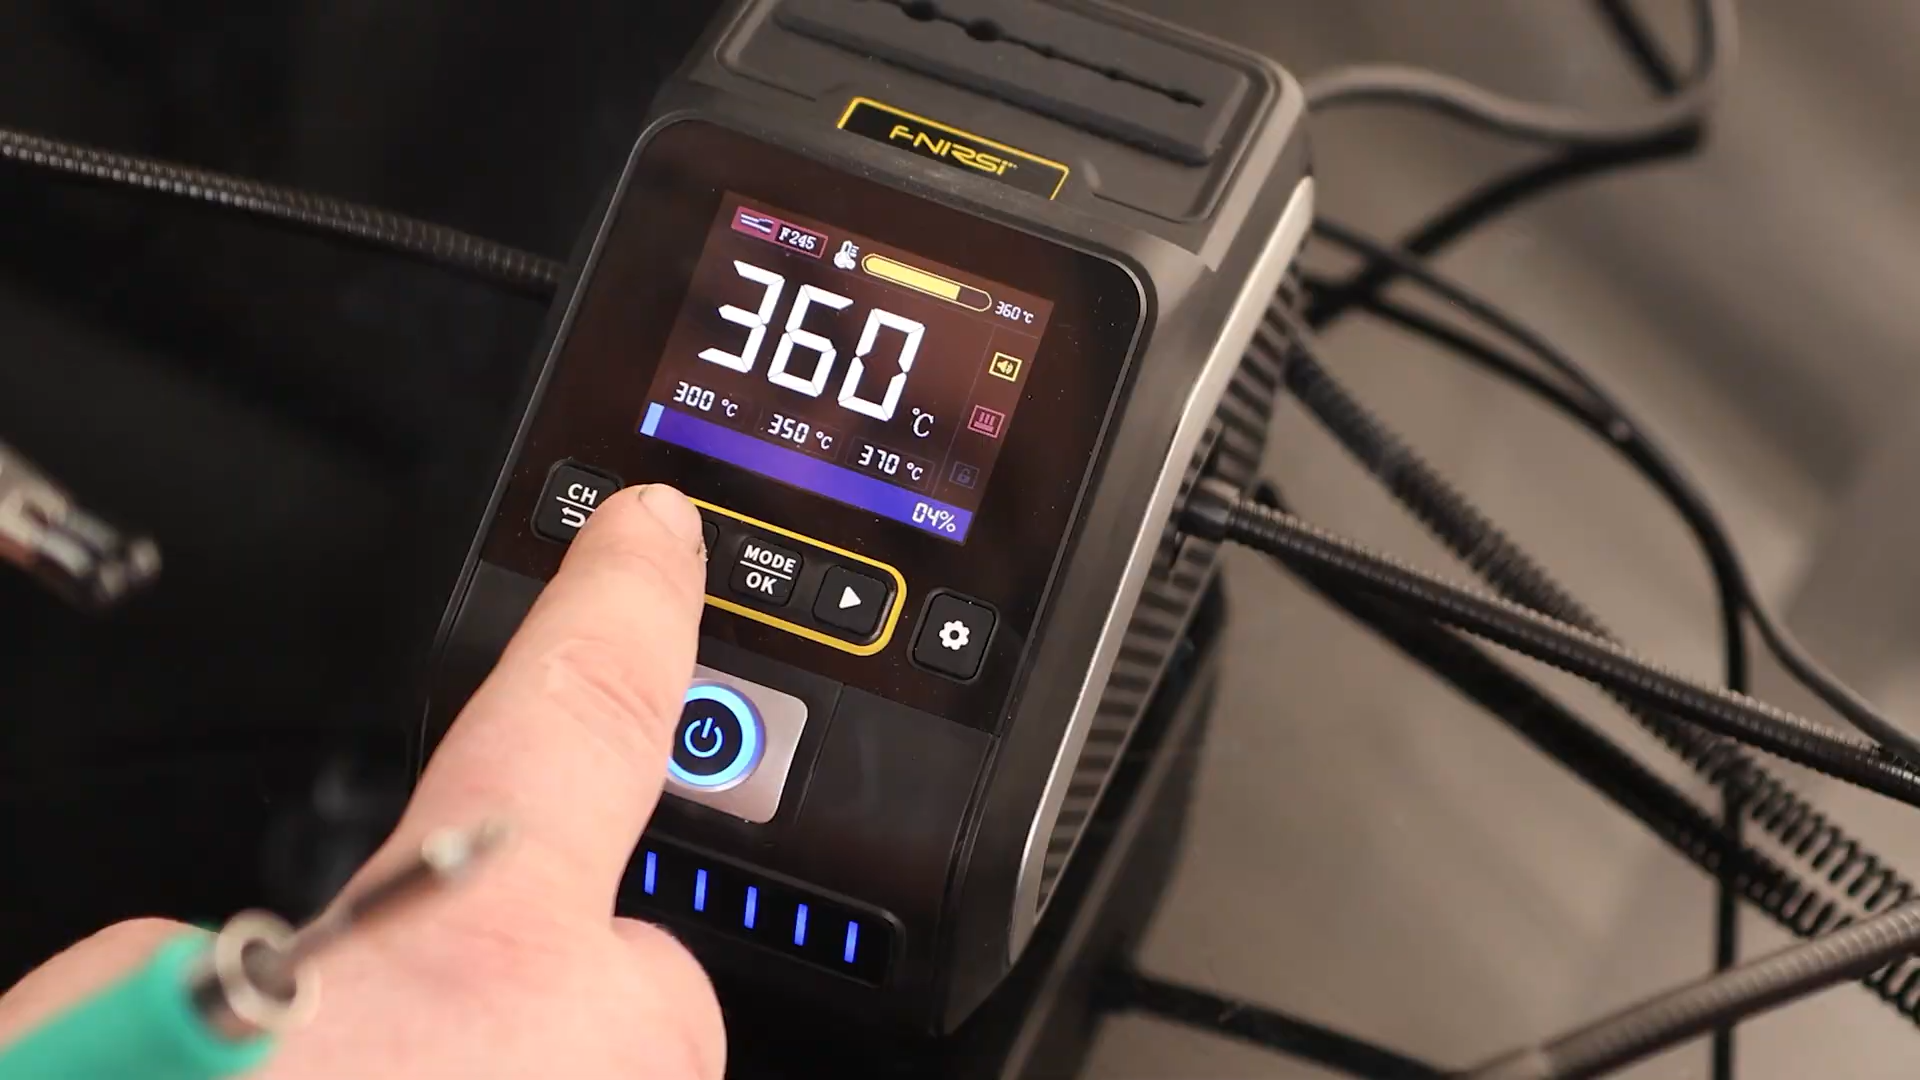 FNIRSI
F245
360℃
360
℃
300 ℃
350 ℃
370 ℃
04%
CH
MODE
OK